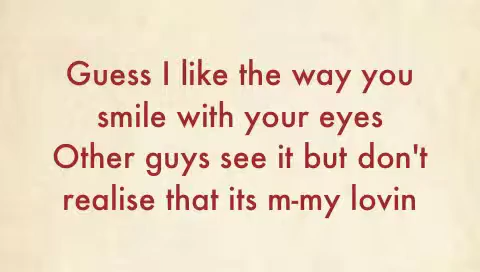 Guess I like the way you
smile with your eyes
Other guys see it but don't
realise that its m-my lovin